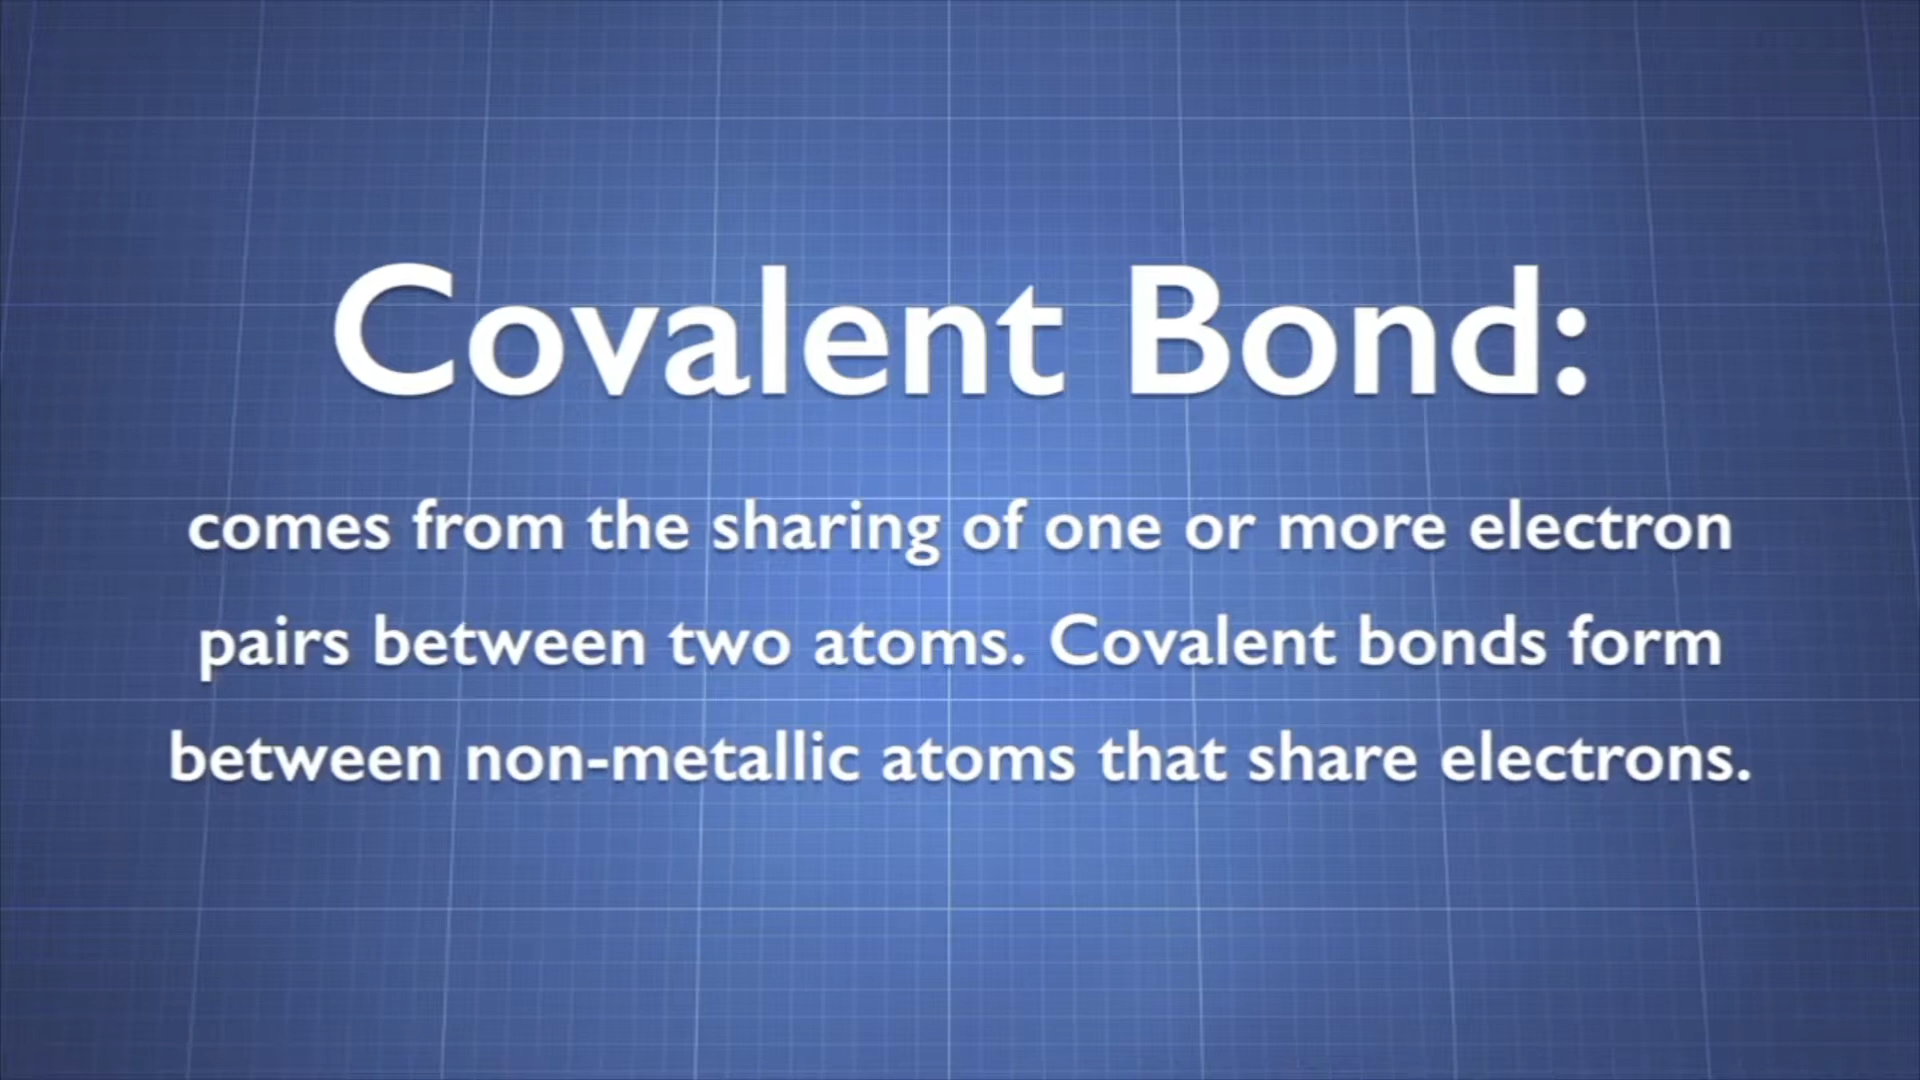 Covalent Bond:
comes from the sharing of one or more electron
pairs between two atoms. Covalent bonds form
between non-metallic atoms that share electrons.